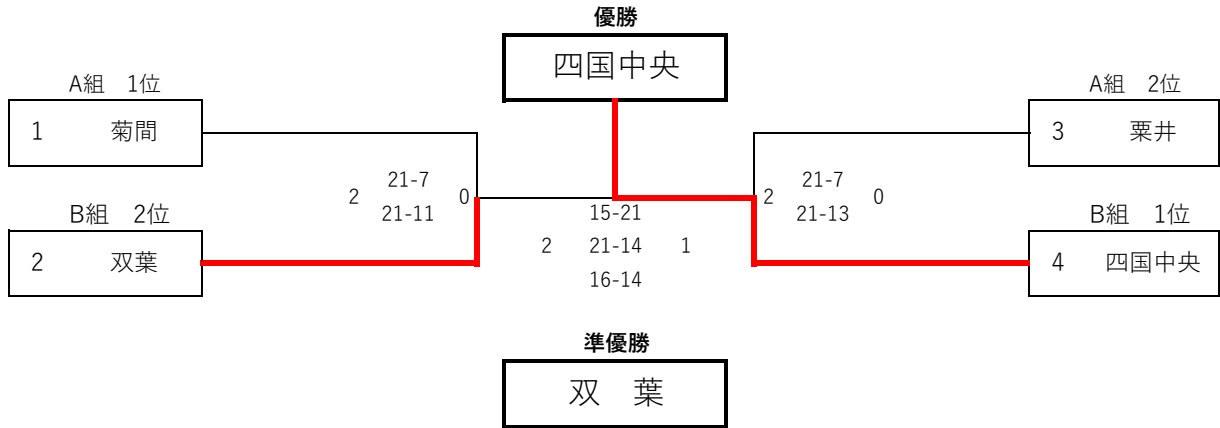 優勝
四国中央
A組　1位
A組　2位
1　菊間
3　粟井
21-7
2　0
21-11
21-7
2　0
21-13
B組　2位
B組　1位
15-21
2　21-14　1
16-14
2　双葉
4　四国中央
準優勝
双　葉